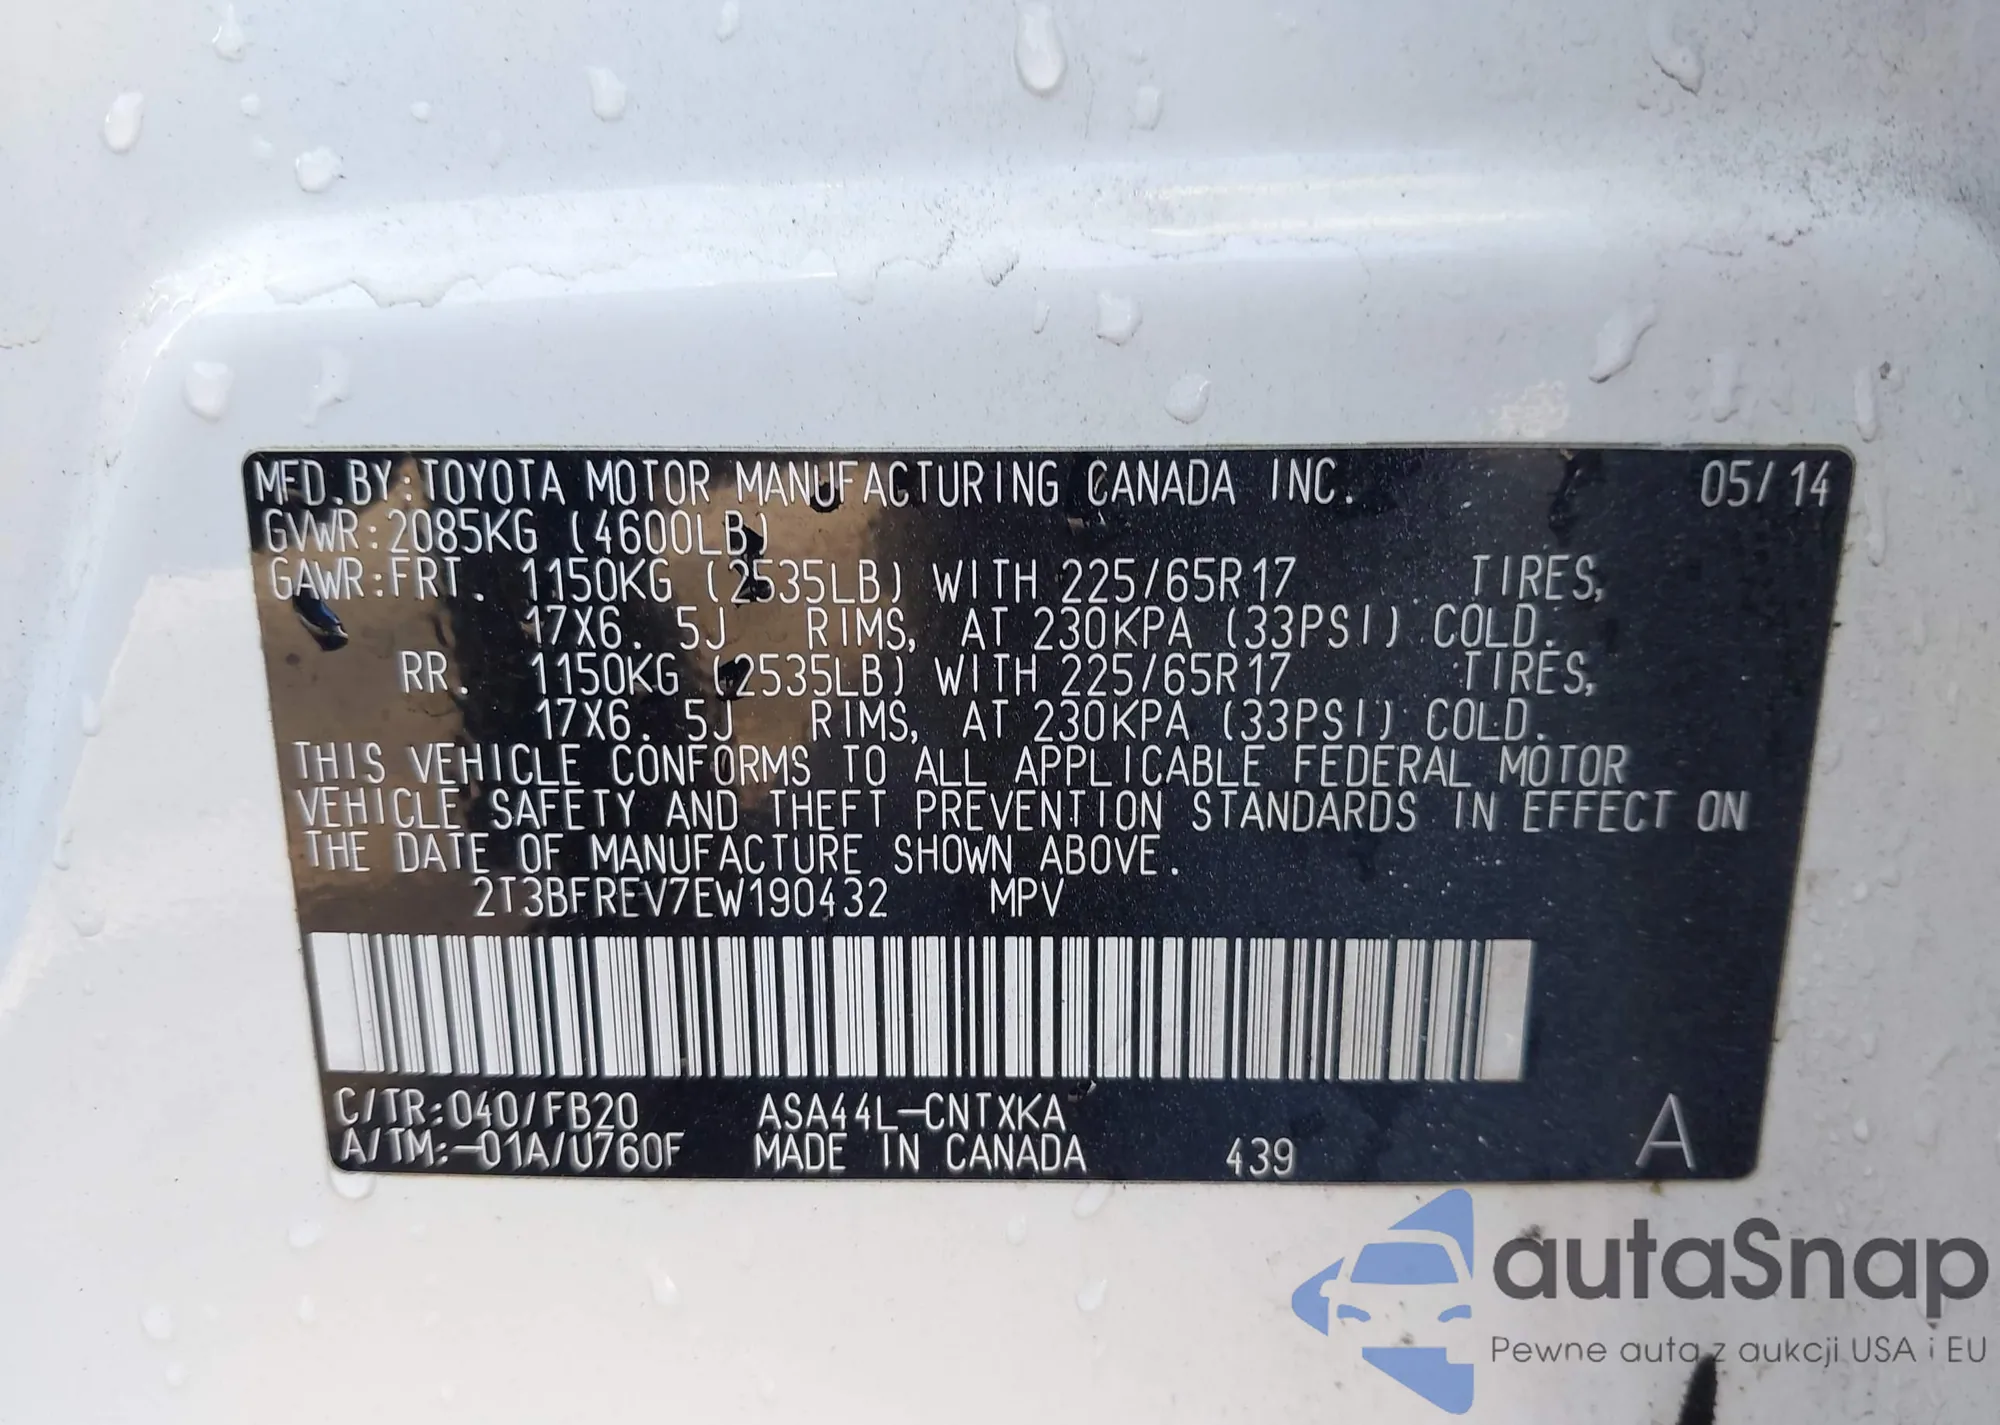 MFD.BY:TOYOTA MOTOR MANUFACTURING CANADA INC. 05/14
GVWR:2085KG (4600LB)
GAWR:FRT. 1150KG (2535LB) WITH 225/65R17 TIRES,
17X6.5J RIMS, AT 230KPA (33PSI) COLD.
RR. 1150KG (2535LB) WITH 225/65R17 TIRES,
17X6.5J RIMS, AT 230KPA (33PSI) COLD.
THIS VEHICLE CONFORMS TO ALL APPLICABLE FEDERAL MOTOR
VEHICLE SAFETY AND THEFT PREVENTION STANDARDS IN EFFECT ON
THE DATE OF MANUFACTURE SHOWN ABOVE.
2T3BFREV7EW190432 MPV
C/TR:040/FB20 ASA44L-CNTXKA A
A/TM:-01A/U760F MADE IN CANADA 439
autaSnap
Pewne auta z aukcji USA i EU